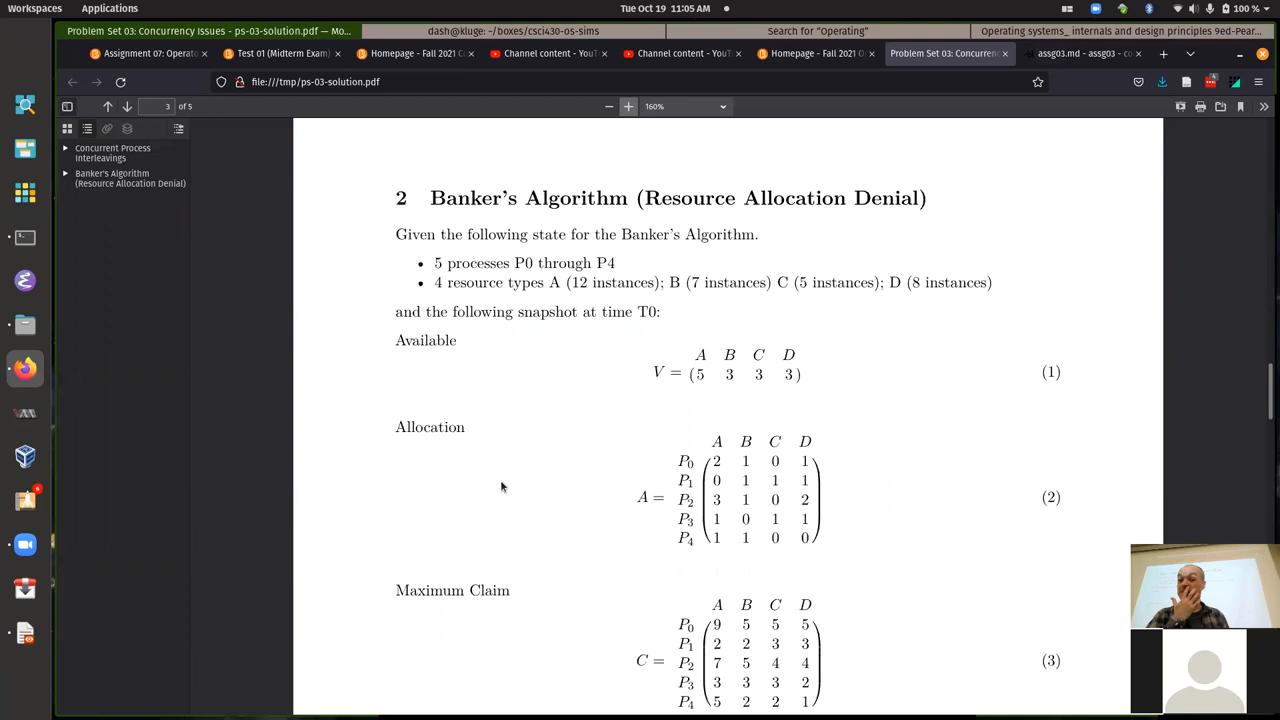 Workspaces Applications Tue Oct 19 11:05 AM 100 %
Problem Set 03: Concurrency Issues - ps-03-solution.pdf — Mo... dash@kluge: ~/boxes/csci430-os-sims Search for "Operating" Operating systems_ internals and design principles 9ed-Pear...
Assignment 07: Operato Test 01 (Midterm Exam) Homepage - Fall 2021 C Channel content - YouT Channel content - YouT Homepage - Fall 2021 O Problem Set 03: Concurren assg03.md - assg03 - co
file:///tmp/ps-03-solution.pdf
3 of 5 160%
Concurrent Process
Interleavings
Banker's Algorithm
(Resource Allocation Denial)
2 Banker's Algorithm (Resource Allocation Denial)
Given the following state for the Banker's Algorithm.
• 5 processes P0 through P4
• 4 resource types A (12 instances); B (7 instances) C (5 instances); D (8 instances)
and the following snapshot at time T0:
Available
A B C D
V = ( 5 3 3 3 ) (1)
Allocation
A B C D
P0 2 1 0 1
P1 0 1 1 1
A = P2 3 1 0 2 (2)
P3 1 0 1 1
P4 1 1 0 0
Maximum Claim
A B C D
P0 9 5 5 5
P1 2 2 3 3
C = P2 7 5 4 4 (3)
P3 3 3 3 2
P4 5 2 2 1